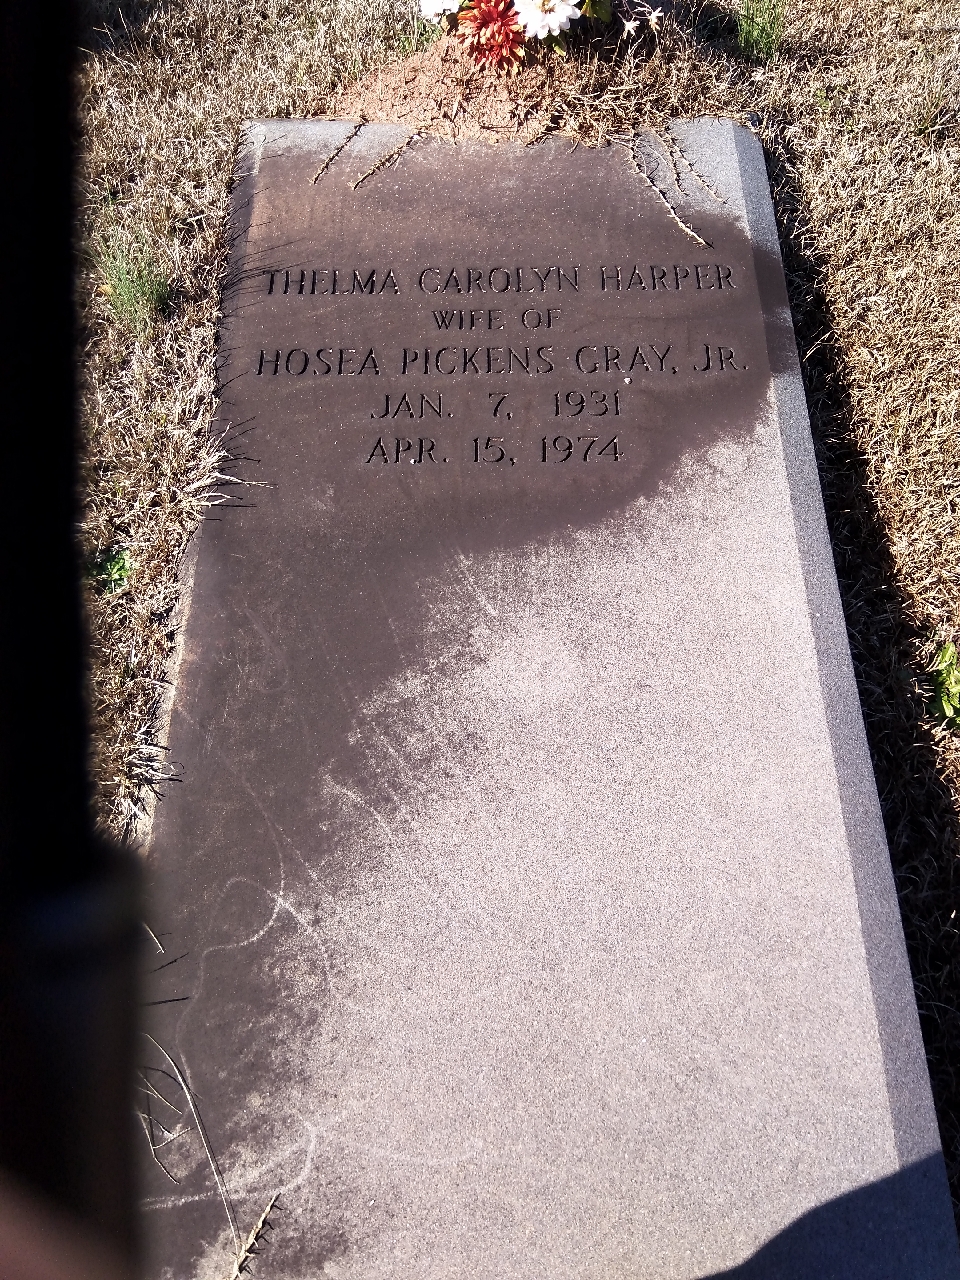 THELMA CAROLYN HARPER
WIFE OF
HOSEA PICKENS GRAY, JR.
JAN. 7, 1931
APR. 15, 1974